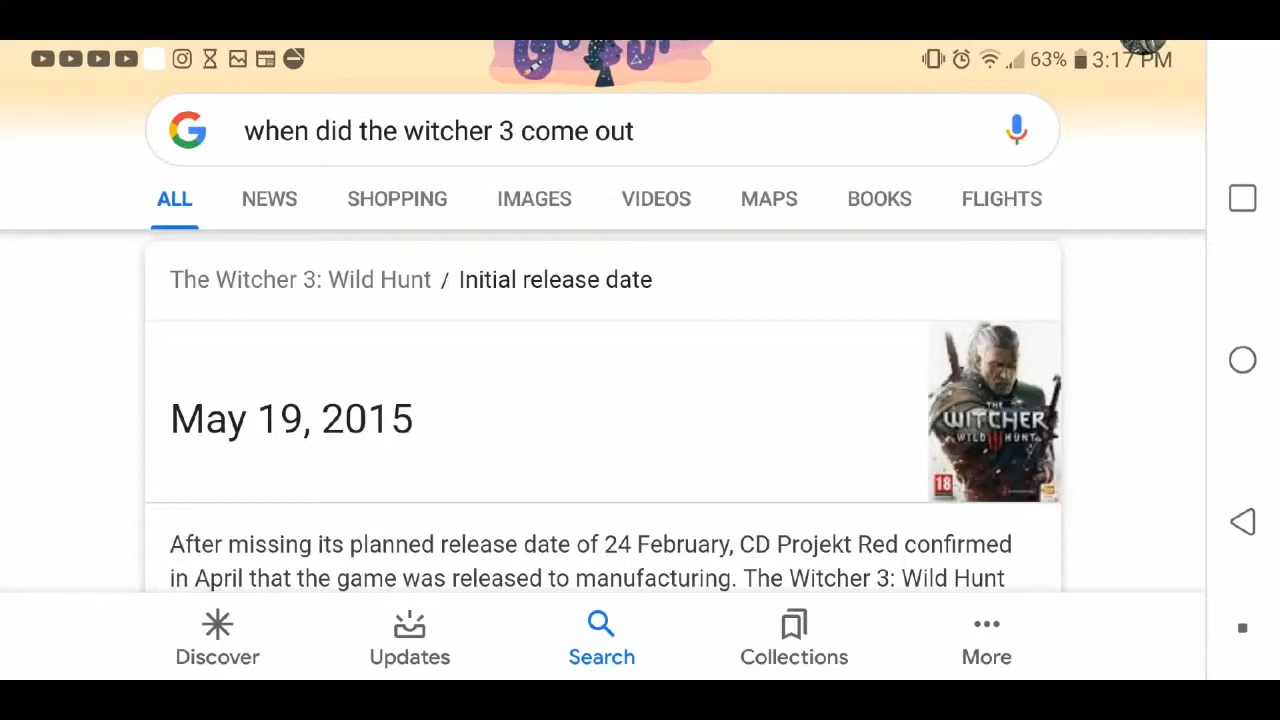 63% 3:17 PM
when did the witcher 3 come out
ALL NEWS SHOPPING IMAGES VIDEOS MAPS BOOKS FLIGHTS
The Witcher 3: Wild Hunt / Initial release date
May 19, 2015
THE
WITCHER
WILD HUNT
18
After missing its planned release date of 24 February, CD Projekt Red confirmed
in April that the game was released to manufacturing. The Witcher 3: Wild Hunt
Discover Updates Search Collections More